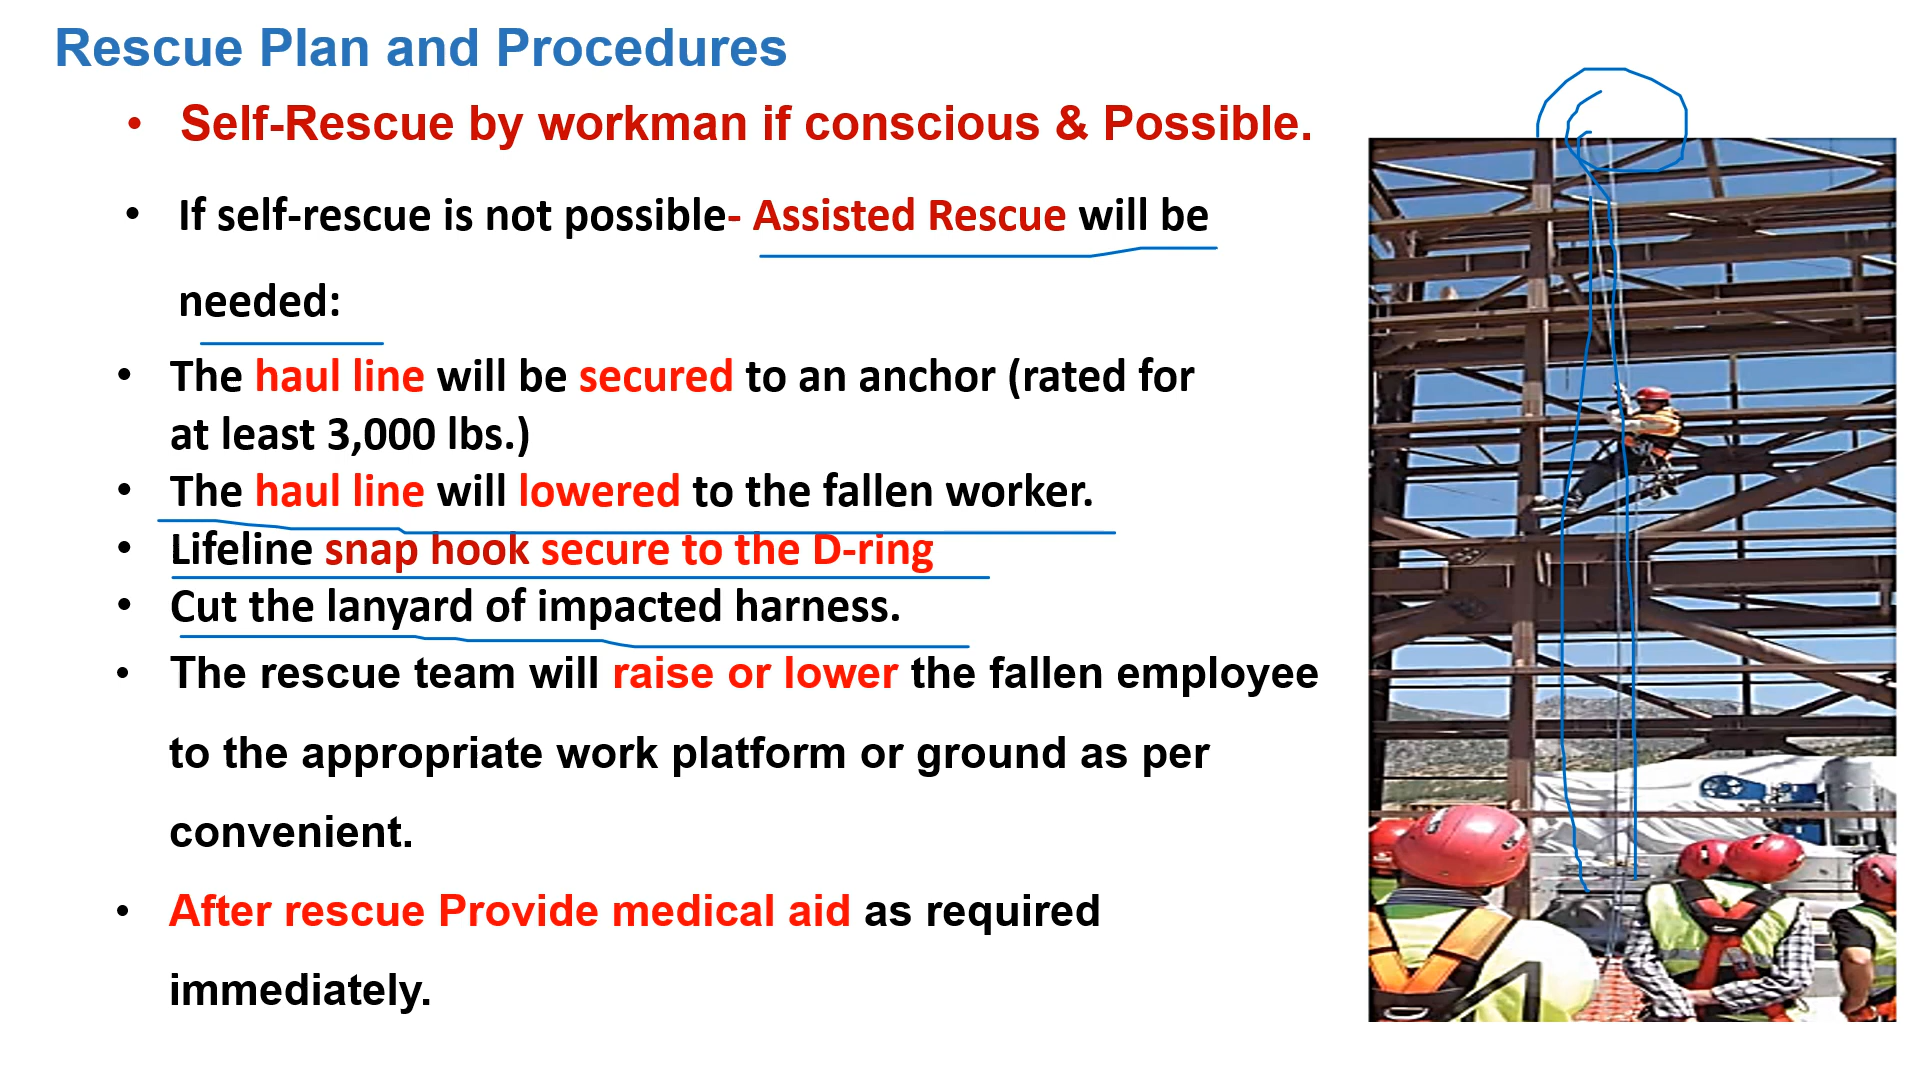 Rescue Plan and Procedures
• Self-Rescue by workman if conscious & Possible.
• If self-rescue is not possible- Assisted Rescue will be
needed:
• The haul line will be secured to an anchor (rated for
at least 3,000 lbs.)
• The haul line will lowered to the fallen worker.
• Lifeline snap hook secure to the D-ring
• Cut the lanyard of impacted harness.
• The rescue team will raise or lower the fallen employee
to the appropriate work platform or ground as per
convenient.
• After rescue Provide medical aid as required
immediately.